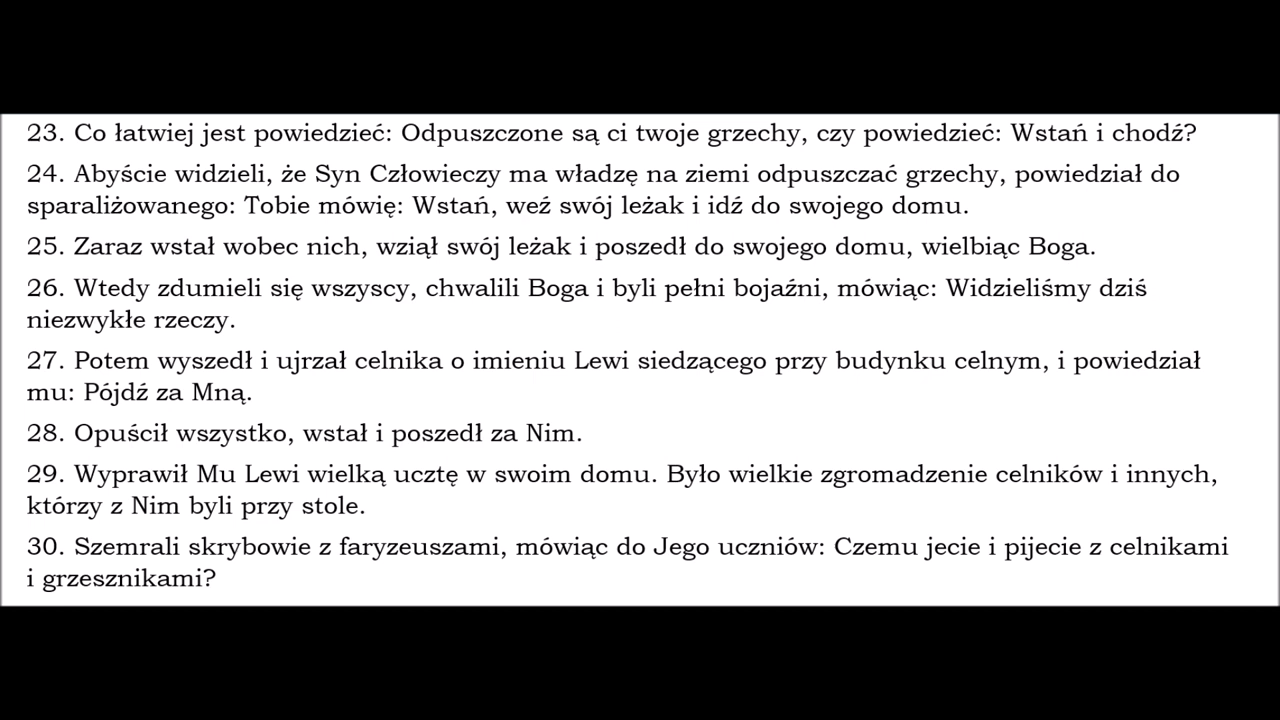 23. Co łatwiej jest powiedzieć: Odpuszczone są ci twoje grzechy, czy powiedzieć: Wstań i chodź?
24. Abyście widzieli, że Syn Człowieczy ma władzę na ziemi odpuszczać grzechy, powiedział do
sparaliżowanego: Tobie mówię: Wstań, weź swój leżak i idź do swojego domu.
25. Zaraz wstał wobec nich, wziął swój leżak i poszedł do swojego domu, wielbiąc Boga.
26. Wtedy zdumieli się wszyscy, chwalili Boga i byli pełni bojaźni, mówiąc: Widzieliśmy dziś
niezwykłe rzeczy.
27. Potem wyszedł i ujrzał celnika o imieniu Lewi siedzącego przy budynku celnym, i powiedział
mu: Pójdź za Mną.
28. Opuścił wszystko, wstał i poszedł za Nim.
29. Wyprawił Mu Lewi wielką ucztę w swoim domu. Było wielkie zgromadzenie celników i innych,
którzy z Nim byli przy stole.
30. Szemrali skrybowie z faryzeuszami, mówiąc do Jego uczniów: Czemu jecie i pijecie z celnikami
i grzesznikami?